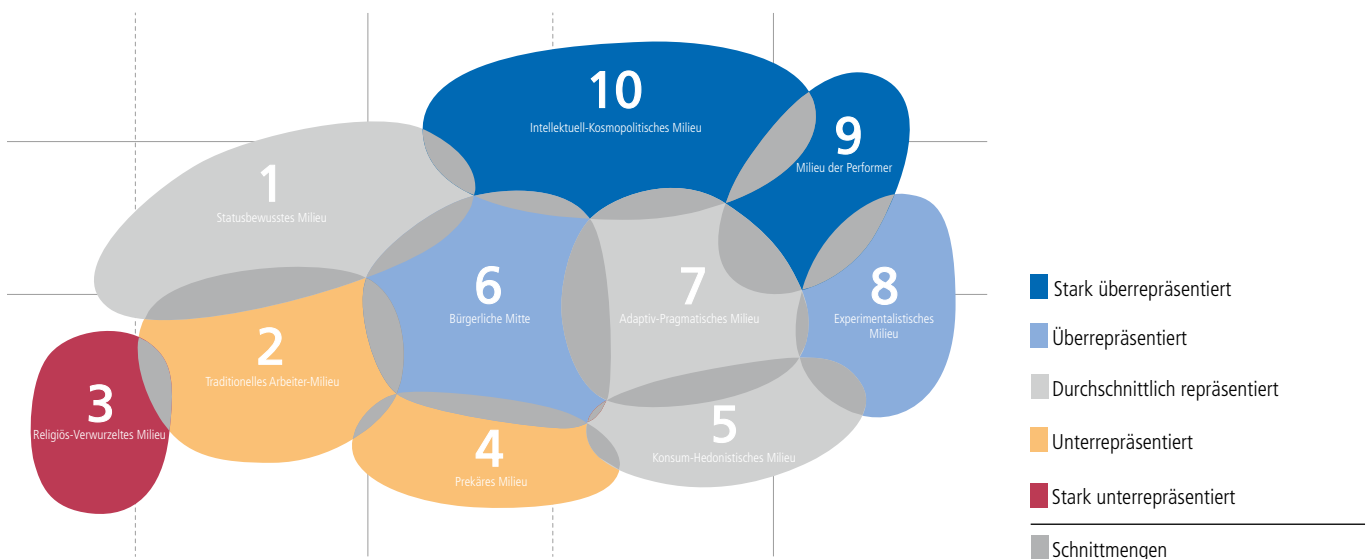 10
Intellektuell-Kosmopolitisches Milieu
9
Milieu der Performer
1
Statusbewusstes Milieu
6
Bürgerliche Mitte
7
Adaptiv-Pragmatisches Milieu
8
Experimentalistisches
Milieu
2
Traditionelles Arbeiter-Milieu
3
Religiös-Verwurzeltes Milieu
4
Prekäres Milieu
5
Konsum-Hedonistisches Milieu
Stark überrepräsentiert
Überrepräsentiert
Durchschnittlich repräsentiert
Unterrepräsentiert
Stark unterrepräsentiert
Schnittmengen